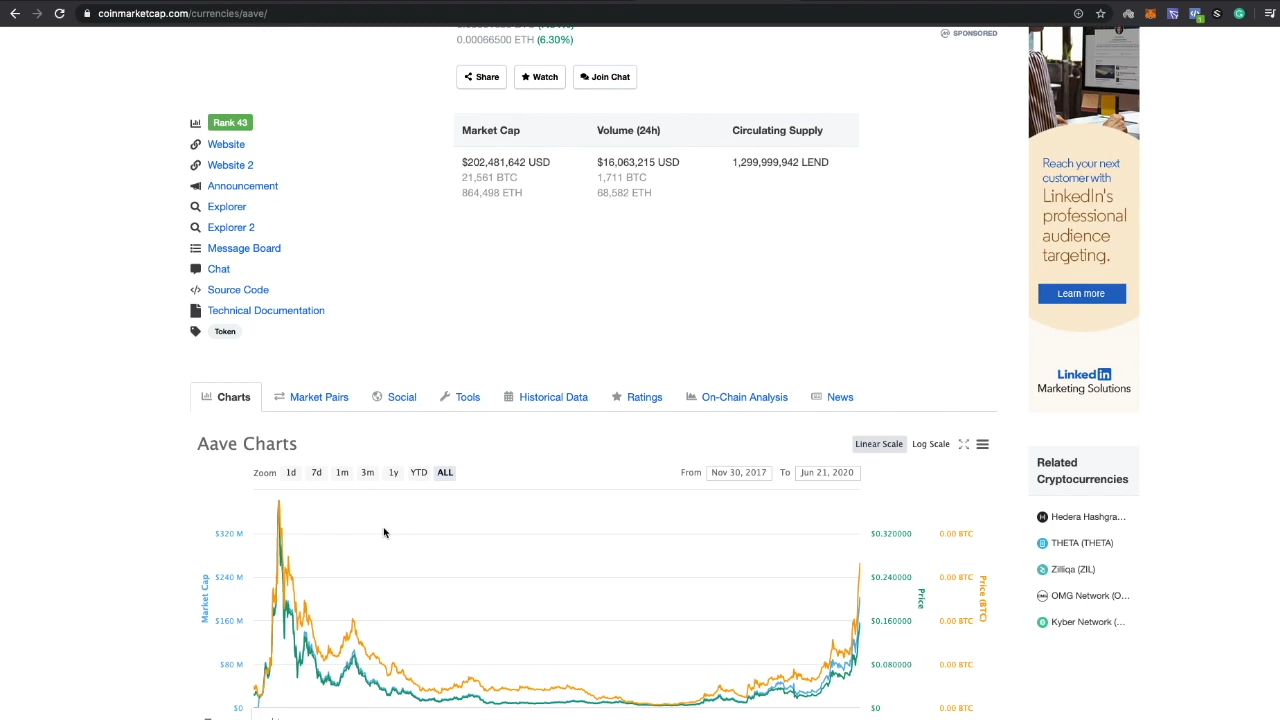 coinmarketcap.com/currencies/aave/
0.00066500 ETH (6.30%)
SPONSORED
Share
Watch
Join Chat
Rank 43
Website
Website 2
Announcement
Explorer
Explorer 2
Message Board
Chat
Source Code
Technical Documentation
Token
Market Cap
Volume (24h)
Circulating Supply
$202,481,642 USD
$16,063,215 USD
1,299,999,942 LEND
21,561 BTC
1,711 BTC
864,498 ETH
68,582 ETH
Reach your next
customer with
LinkedIn's
professional
audience
targeting.
Learn more
Linked in
Marketing Solutions
Charts
Market Pairs
Social
Tools
Historical Data
Ratings
On-Chain Analysis
News
Aave Charts
Linear Scale
Log Scale
Zoom 1d 7d 1m 3m 1y YTD ALL
From Nov 30, 2017 To Jun 21, 2020
$320 M
$240 M
$160 M
$80 M
$0
Market Cap
$0.320000
$0.240000
$0.160000
$0.080000
$0
Price
0.00 BTC
0.00 BTC
0.00 BTC
0.00 BTC
0.00 BTC
Price (BTC)
Related
Cryptocurrencies
Hedera Hashgra...
THETA (THETA)
Zilliqa (ZIL)
OMG Network (O...
Kyber Network (...